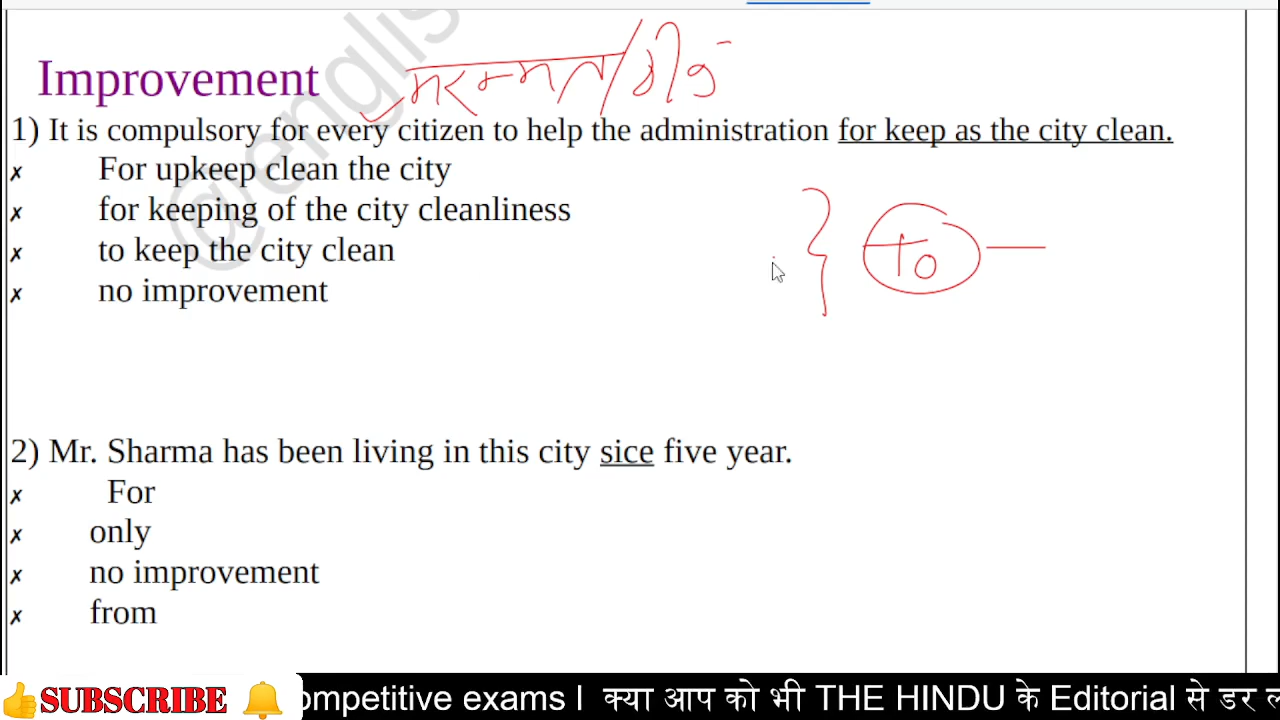 @englis
Improvement मरम्मत/ठीक
1) It is compulsory for every citizen to help the administration for keep as the city clean.
✗ For upkeep clean the city
✗ for keeping of the city cleanliness
✗ to keep the city clean
✗ no improvement
to
2) Mr. Sharma has been living in this city sice five year.
✗ For
✗ only
✗ no improvement
✗ from
👍SUBSCRIBE 🔔 ompetitive exams l क्या आप को भी THE HINDU के Editorial से डर ल